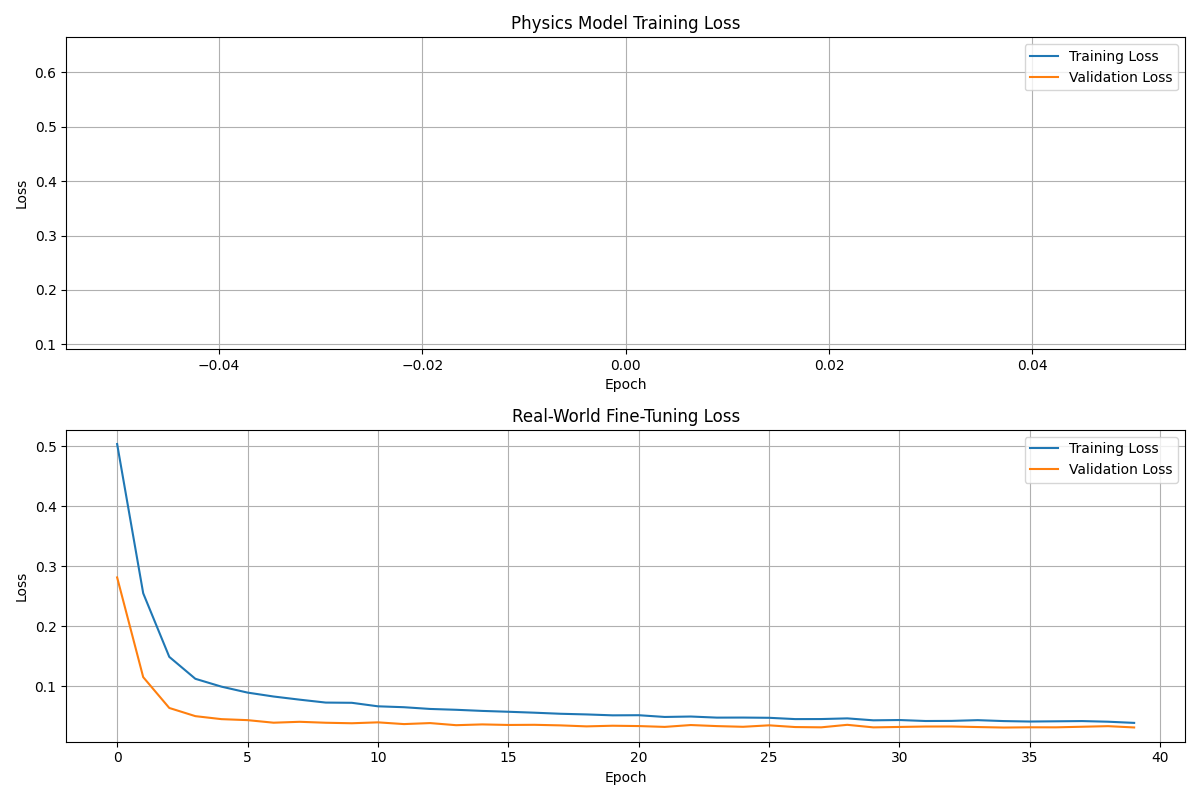 Physics Model Training Loss
Training Loss
Validation Loss
0.6
0.5
0.4
0.3
0.2
0.1
Loss
−0.04
−0.02
0.00
0.02
0.04
Epoch
Real-World Fine-Tuning Loss
Training Loss
Validation Loss
0.5
0.4
0.3
0.2
0.1
Loss
0
5
10
15
20
25
30
35
40
Epoch